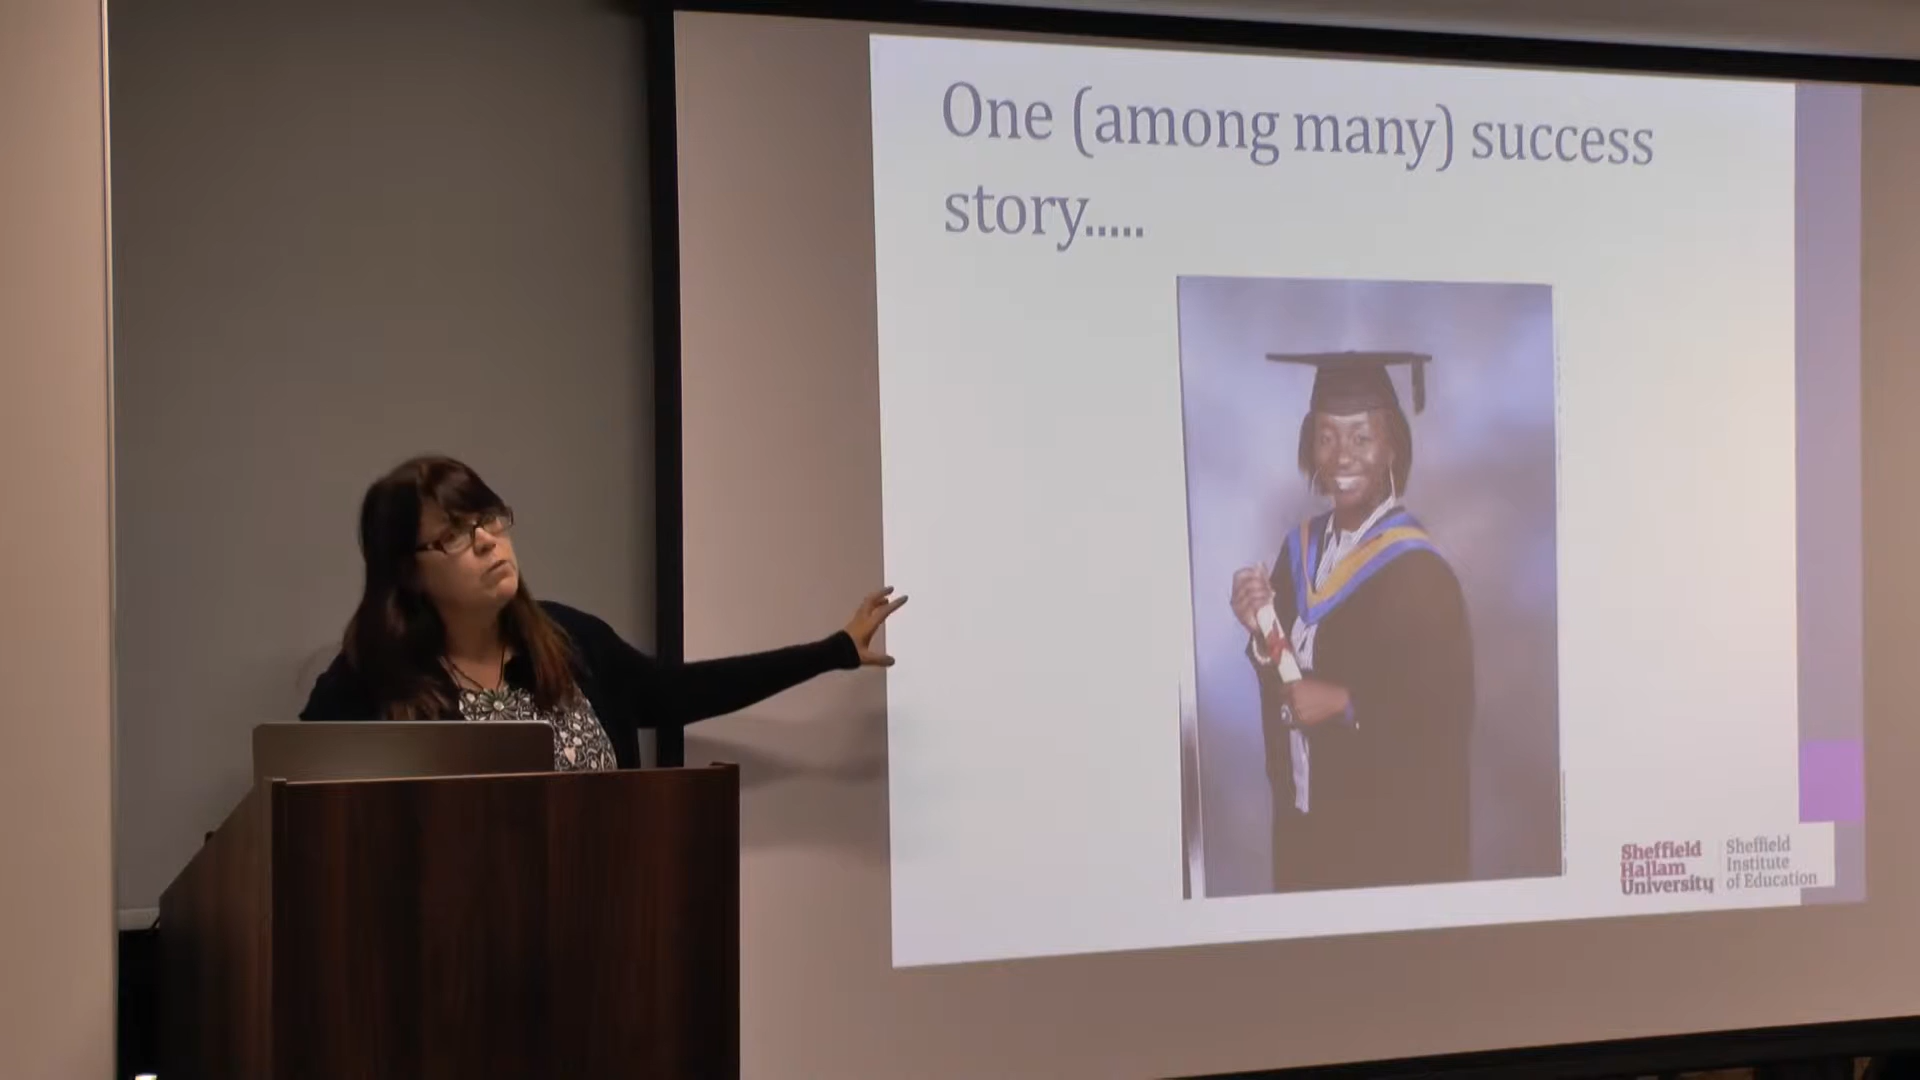 One (among many) success
story.....
Sheffield
Hallam
University
Sheffield
Institute
of Education